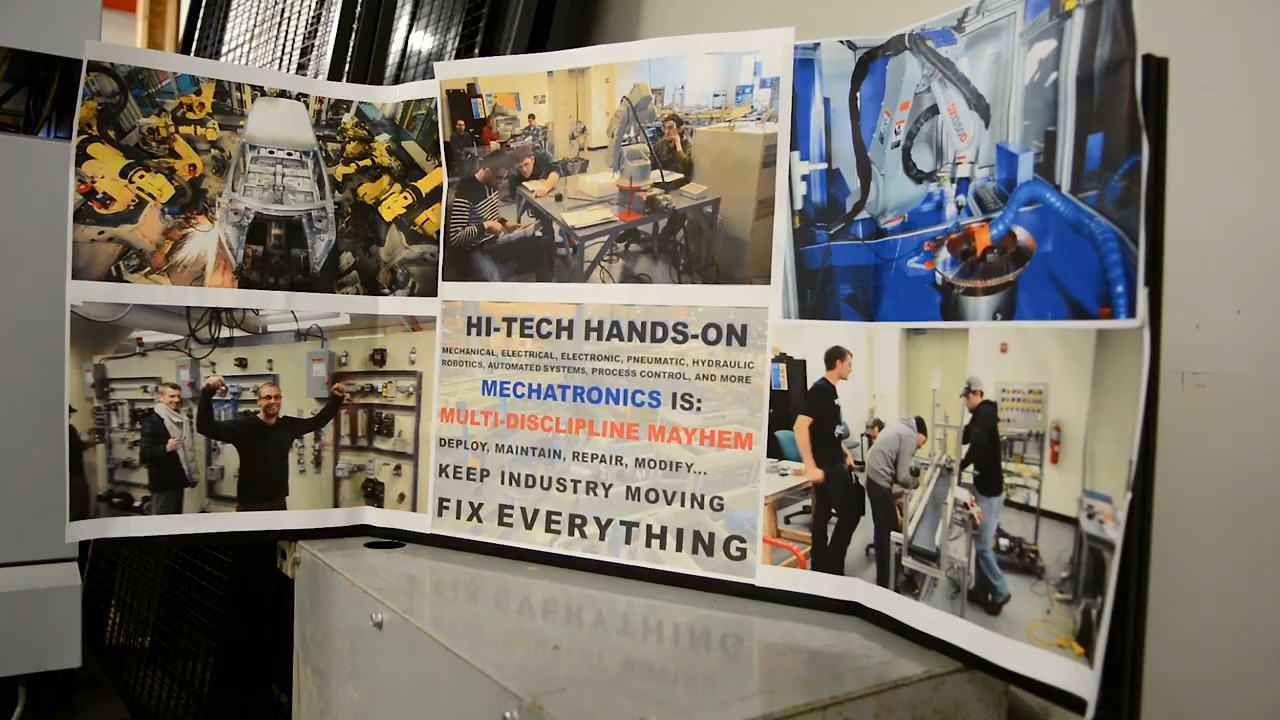 HI-TECH HANDS-ON
MECHANICAL, ELECTRICAL, ELECTRONIC, PNEUMATIC, HYDRAULIC
ROBOTICS, AUTOMATED SYSTEMS, PROCESS CONTROL, AND MORE
MECHATRONICS IS:
MULTI-DISCLIPLINE MAYHEM
DEPLOY, MAINTAIN, REPAIR, MODIFY...
KEEP INDUSTRY MOVING
FIX EVERYTHING